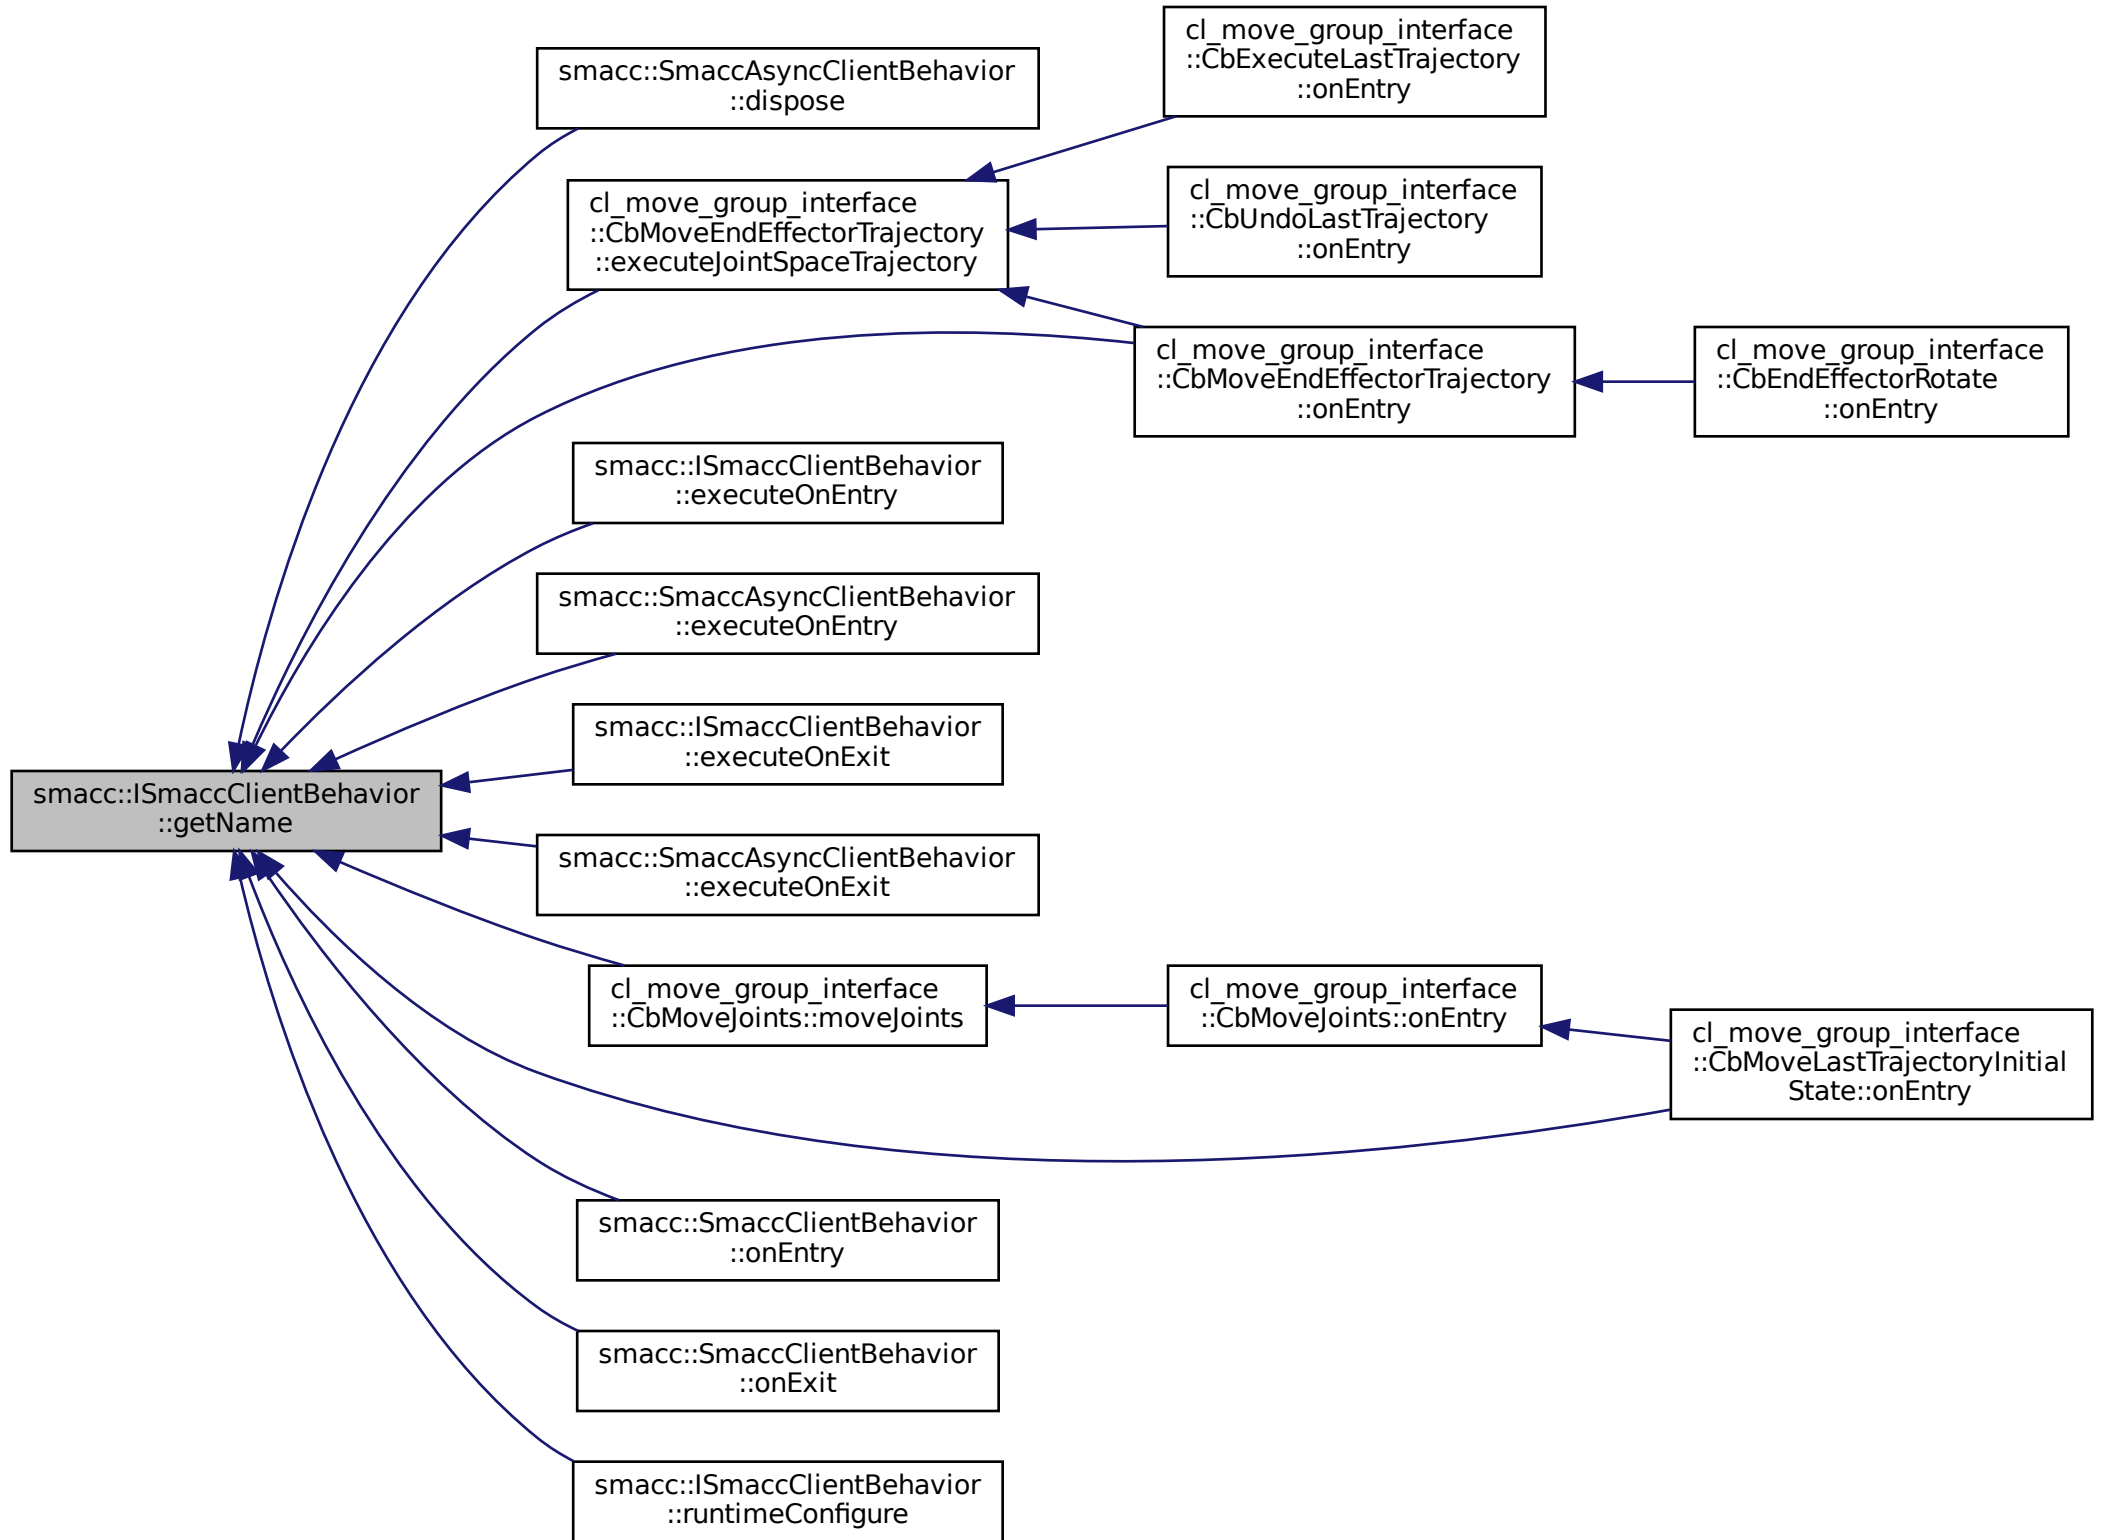 cl_move_group_interface
::CbExecuteLastTrajectory
::onEntry
smacc::SmaccAsyncClientBehavior
::dispose
cl_move_group_interface
::CbUndoLastTrajectory
::onEntry
cl_move_group_interface
::CbMoveEndEffectorTrajectory
::executeJointSpaceTrajectory
cl_move_group_interface
::CbMoveEndEffectorTrajectory
::onEntry
cl_move_group_interface
::CbEndEffectorRotate
::onEntry
smacc::ISmaccClientBehavior
::executeOnEntry
smacc::SmaccAsyncClientBehavior
::executeOnEntry
smacc::ISmaccClientBehavior
::executeOnExit
smacc::ISmaccClientBehavior
::getName
smacc::SmaccAsyncClientBehavior
::executeOnExit
cl_move_group_interface
::CbMoveJoints::moveJoints
cl_move_group_interface
::CbMoveJoints::onEntry
cl_move_group_interface
::CbMoveLastTrajectoryInitial
State::onEntry
smacc::SmaccClientBehavior
::onEntry
smacc::SmaccClientBehavior
::onExit
smacc::ISmaccClientBehavior
::runtimeConfigure